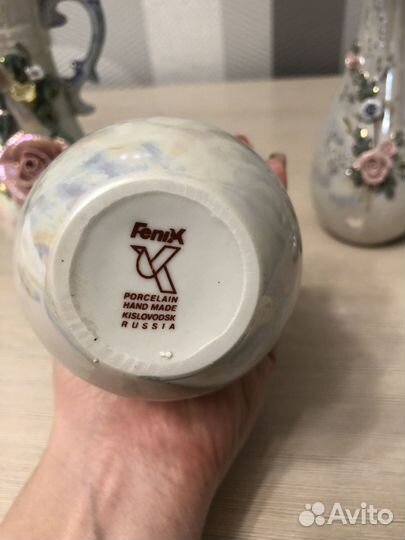 FeniX
PORCELAIN
HAND MADE
KISLOVODSK
RUSSIA
Avito